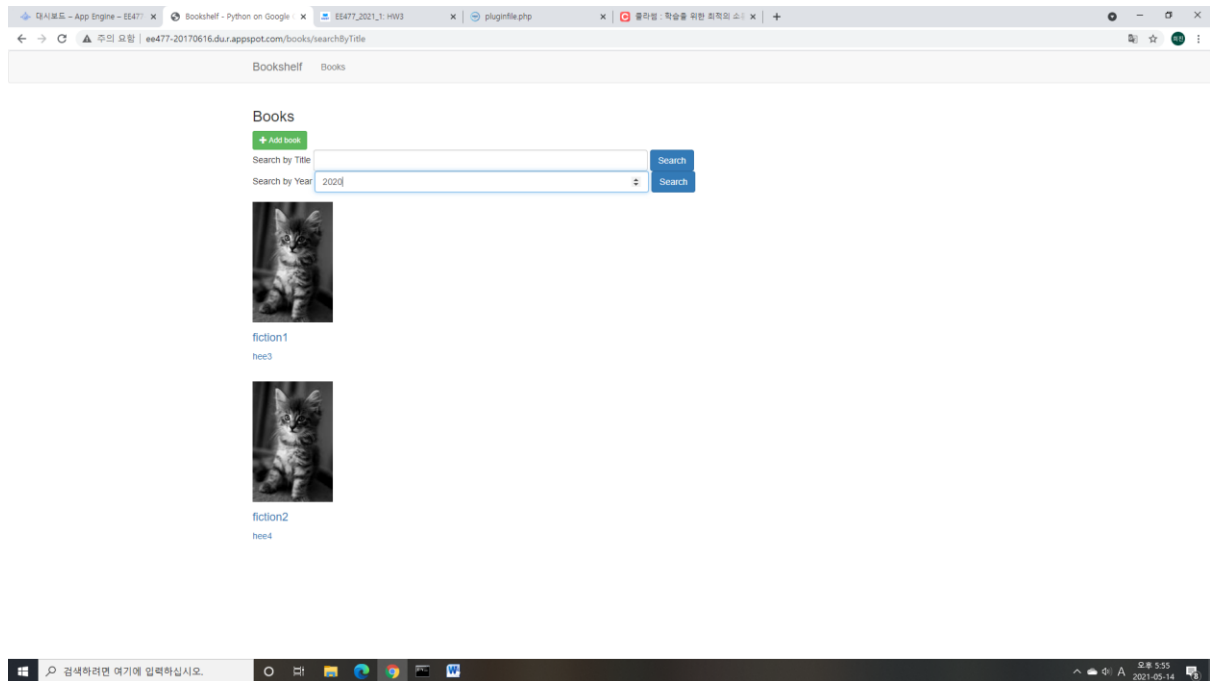 대시보드 – App Engine – EE477
Bookshelf - Python on Google
EE477_2021_1: HW3
pluginfile.php
클라썸 : 학습을 위한 최적의 소
주의 요함 | ee477-20170616.du.r.appspot.com/books/searchByTitle
Bookshelf Books
Books
+ Add book
Search by Title Search
Search by Year 2020 Search
fiction1
hee3
fiction2
hee4
검색하려면 여기에 입력하십시오.
A 오후 5:55
2021-05-14